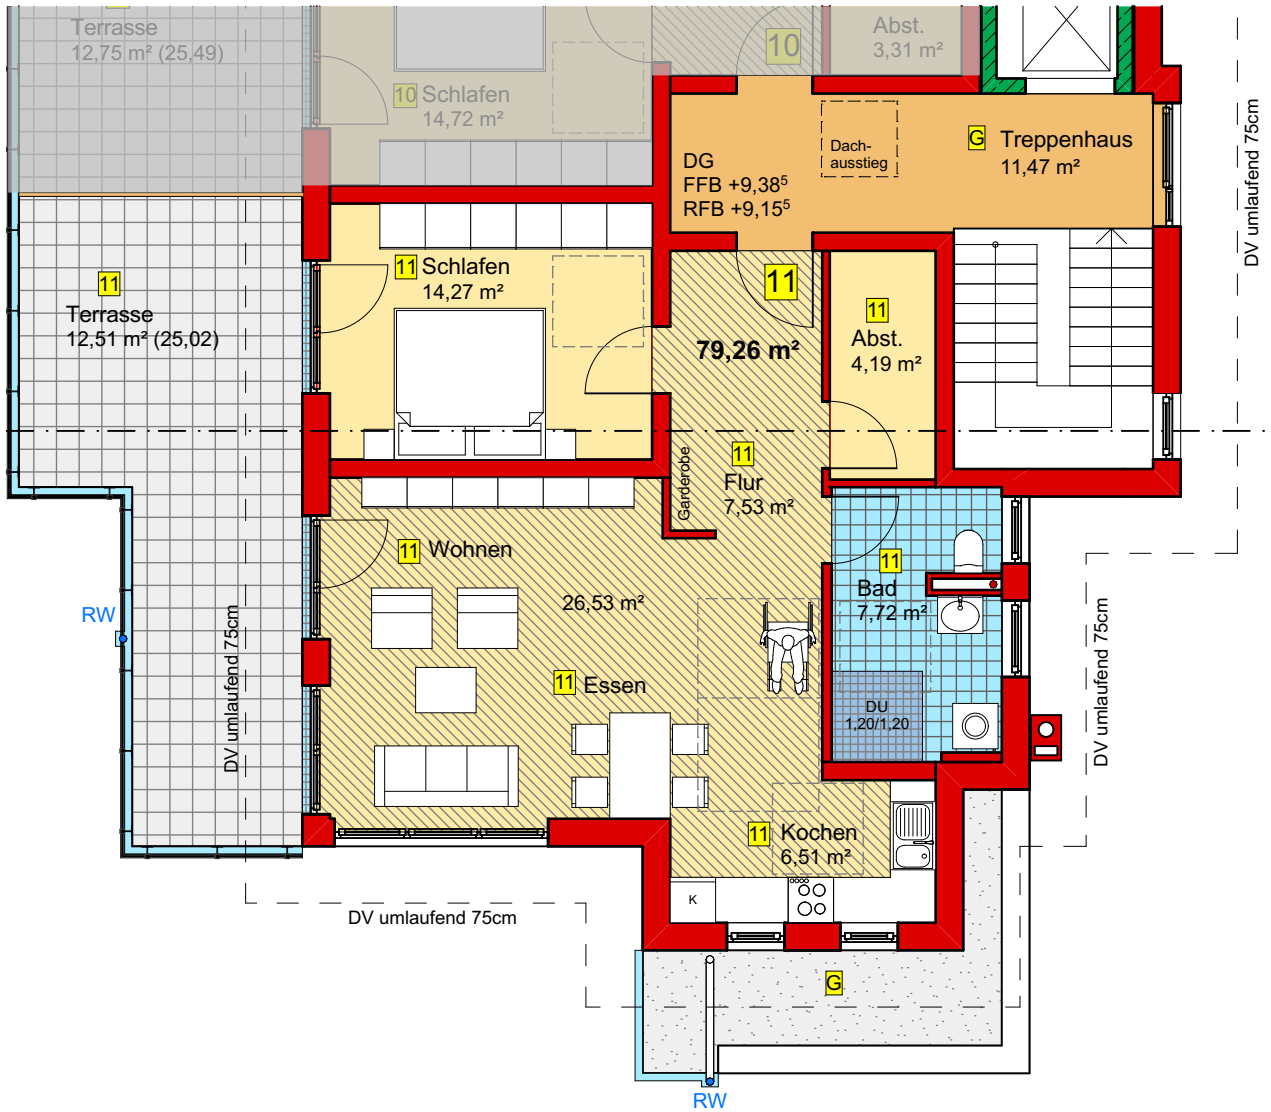 Terrasse
12,75 m² (25,49)
10 Schlafen
14,72 m²
10
Abst.
3,31 m²
DG
FFB +9,38⁵
RFB +9,15⁵
Dach-
ausstieg
G Treppenhaus
11,47 m²
DV umlaufend 75cm
11
Terrasse
12,51 m² (25,02)
11 Schlafen
14,27 m²
11
79,26 m²
11
Abst.
4,19 m²
Garderobe
11
Flur
7,53 m²
11 Wohnen
26,53 m²
11 Essen
11
Bad
7,72 m²
DU
1,20/1,20
RW
DV umlaufend 75cm
DV umlaufend 75cm
11 Kochen
6,51 m²
K
DV umlaufend 75cm
G
RW